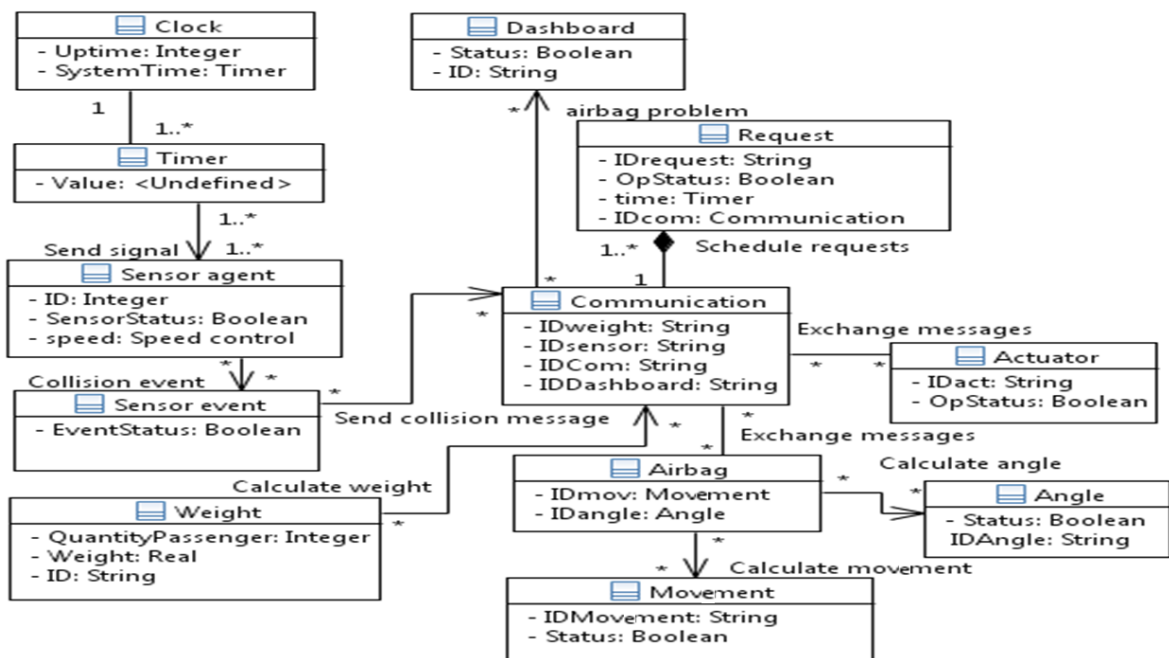 Clock
- Uptime: Integer
- SystemTime: Timer
1
1..*
Timer
- Value: <Undefined>
1..*
Send signal
1..*
Sensor agent
- ID: Integer
- SensorStatus: Boolean
- speed: Speed control
*
Collision event
*
Sensor event
- EventStatus: Boolean
*
Send collision message
*
Dashboard
- Status: Boolean
- ID: String
*
airbag problem
*
Request
- IDrequest: String
- OpStatus: Boolean
- time: Timer
- IDcom: Communication
1..*
Schedule requests
1
Communication
- IDweight: String
- IDsensor: String
- IDCom: String
- IDDashboard: String
Exchange messages
*
*
Actuator
- IDact: String
- OpStatus: Boolean
*
*
Exchange messages
*
Calculate weight
*
Weight
- QuantityPassenger: Integer
- Weight: Real
- ID: String
Airbag
- IDmov: Movement
- IDangle: Angle
Calculate angle
*
*
Angle
- Status: Boolean
IDAngle: String
*
*
Calculate movement
Movement
- IDMovement: String
- Status: Boolean